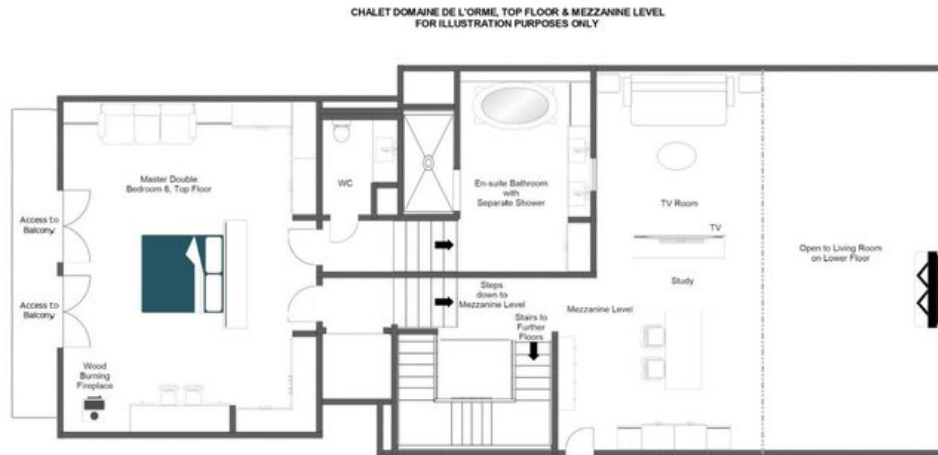 CHALET DOMAINE DE L'ORME, TOP FLOOR & MEZZANINE LEVEL
FOR ILLUSTRATION PURPOSES ONLY
Master Double
Bedroom 6, Top Floor
WC
En-suite Bathroom
with
Separate Shower
TV Room
TV
Access to
Balcony
Open to Living Room
on Lower Floor
Study
Steps
down to
Mezzanine Level
Access to
Balcony
Mezzanine Level
Stairs to
Further
Floors
Wood
Burning
Fireplace